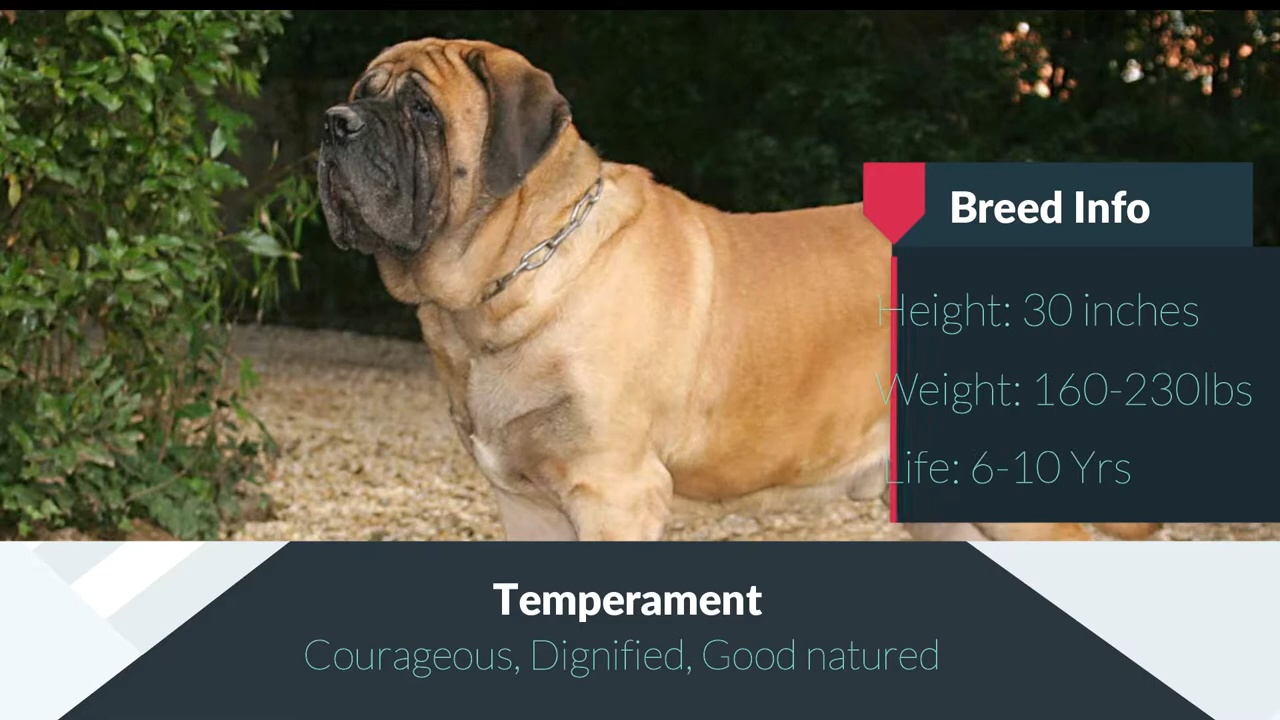 Breed Info
Height: 30 inches
Weight: 160-230lbs
Life: 6-10 Yrs
Temperament
Courageous, Dignified, Good natured